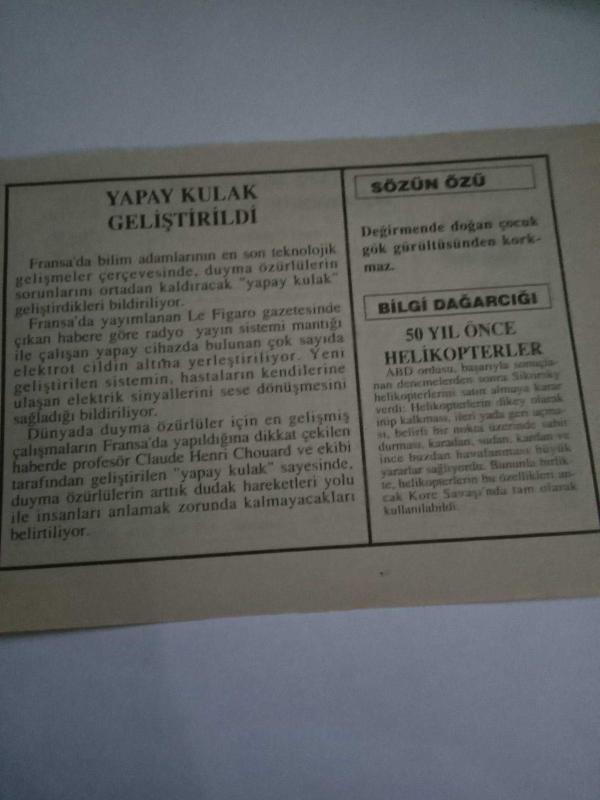 YAPAY KULAK
GELİŞTİRİLDİ
Fransa'da bilim adamlarının en son teknolojik
gelişmeler çerçevesinde, duyma özürlülerin
sorunlarını ortadan kaldıracak "yapay kulak"
geliştirdikleri bildiriliyor.
Fransa'da yayımlanan Le Figaro gazetesinde
çıkan habere göre radyo yayın sistemi mantığı
ile çalışan yapay cihazda bulunan çok sayıda
elektrot cildin altına yerleştiriliyor. Yeni
geliştirilen sistemin, hastaların kendilerine
ulaşan elektrik sinyallerini sese dönüşmesini
sağladığı bildiriliyor.
Dünyada duyma özürlüler için en gelişmiş
çalışmaların Fransa'da yapıldığına dikkat çekilen
haberde profesör Claude Henri Chouard ve ekibi
tarafından geliştirilen "yapay kulak" sayesinde,
duyma özürlülerin arttık dudak hareketleri yolu
ile insanları anlamak zorunda kalmayacakları
belirtiliyor.
SÖZÜN ÖZÜ
Değirmende doğan çocuk
gök gürültüsünden kork-
maz.
BİLGİ DAĞARCIĞI
50 YIL ÖNCE
HELİKOPTERLER
ABD ordusu, başarıyla sonuçla-
nan denemelerden sonra Sikorsky
helikopterlerini satın almaya karar
verdi: Helikopterlerin dikey olarak
inip kalkması, ileri yada geri uçma-
sı, belirli bir nokta üzerinde sabit
durması, karadan, sudan, kardan ve
ince buzdan havalanması büyük
yararlar sağlıyordu. Bununla birlik-
te, helikopterlerin bu özellikleri an-
cak Kore Savaşı'nda tam olarak
kullanılabildi.